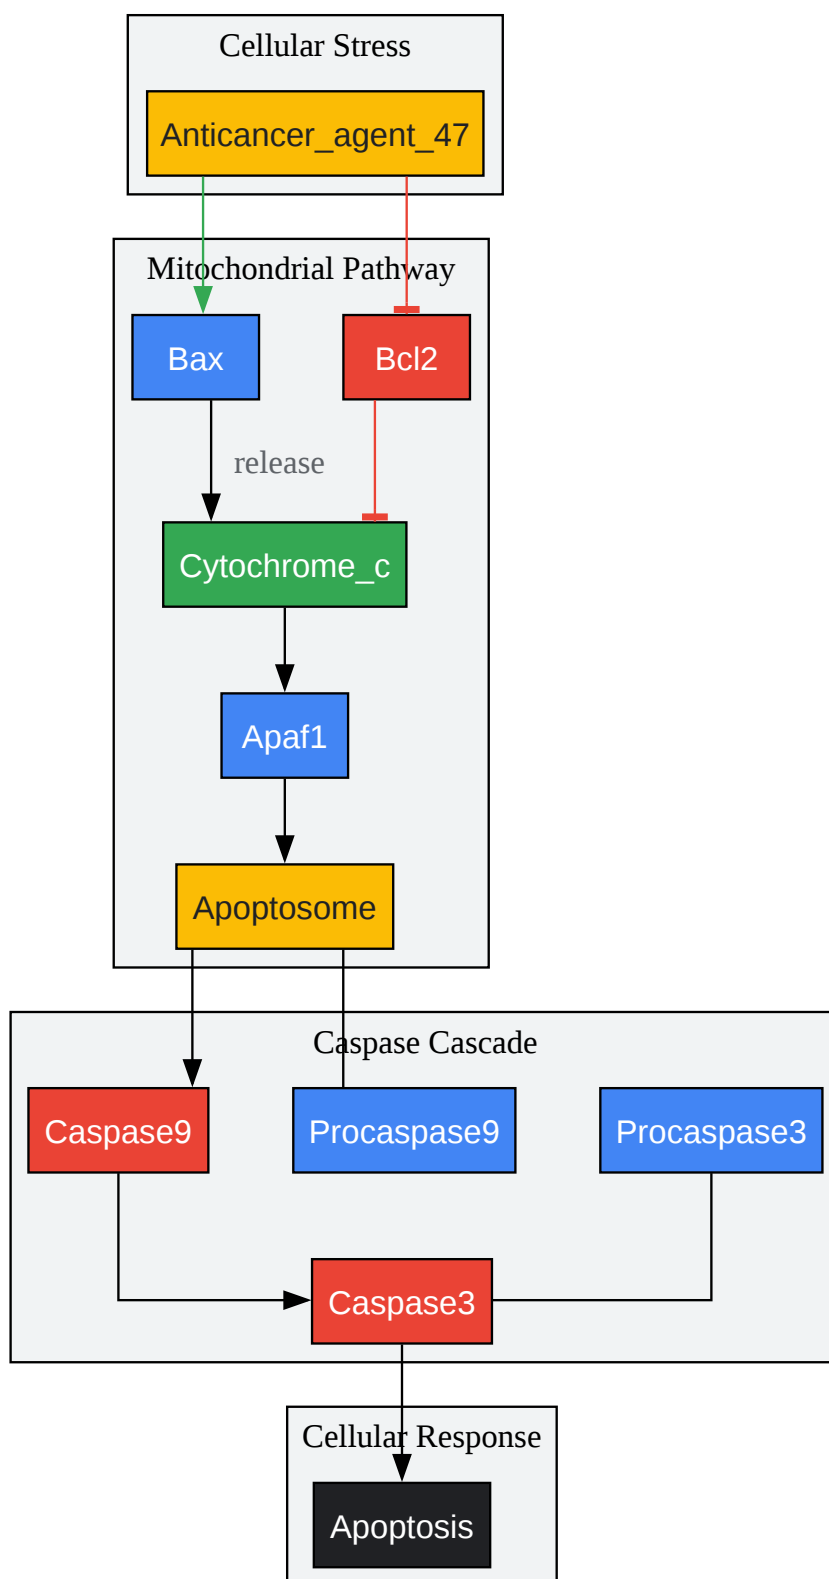 Cellular Stress
Anticancer_agent_47
Mitochondrial Pathway
Bax
Bcl2
release
Cytochrome_c
Apaf1
Apoptosome
Caspase Cascade
Caspase9
Procaspase9
Procaspase3
Caspase3
Cellular Response
Apoptosis